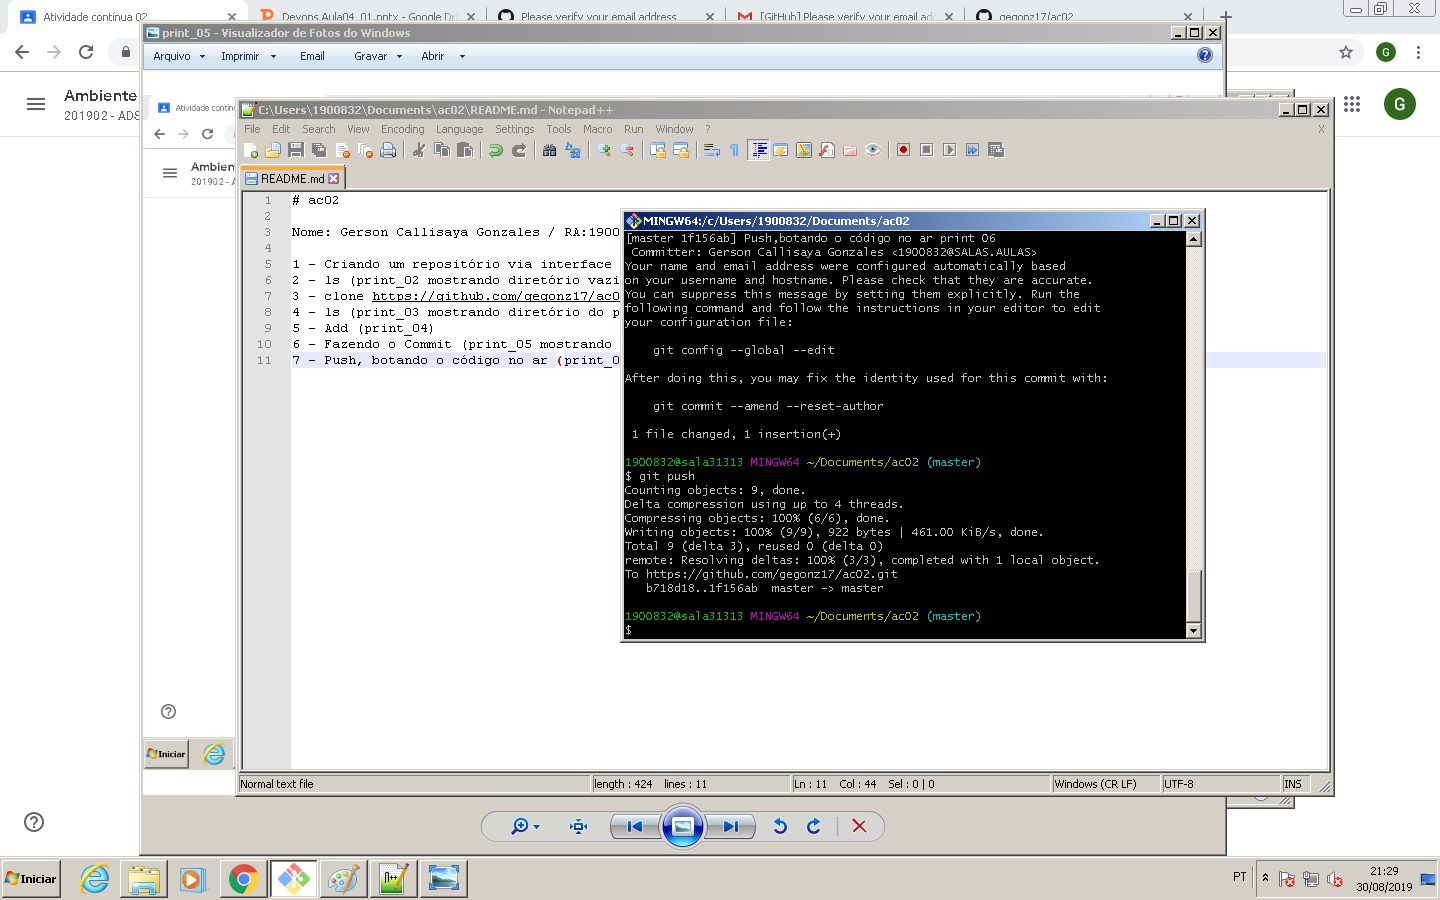 Atividade contínua 02
Devops Aula04_01.pptx - Google Dri
Please verify your email address
[GitHub] Please verify your email ad
gegonz17/ac02
print_05 - Visualizador de Fotos do Windows
Arquivo Imprimir Email Gravar Abrir
Ambiente
201902 - ADS
Atividade contínu
Ambien
201902 - A
C:\Users\1900832\Documents\ac02\README.md - Notepad++
File Edit Search View Encoding Language Settings Tools Macro Run Window ? X
README.md
1 # ac02
2
3 Nome: Gerson Callisaya Gonzales / RA:1900
4
5 1 - Criando um repositório via interface
6 2 - ls (print_02 mostrando diretório vazi
7 3 - clone https://github.com/gegonz17/ac0
8 4 - ls (print_03 mostrando diretório do p
9 5 - Add (print_04)
10 6 - Fazendo o Commit (print_05 mostrando
11 7 - Push, botando o código no ar (print_0
MINGW64:/c/Users/1900832/Documents/ac02
[master 1f156ab] Push,botando o código no ar print 06
Committer: Gerson Callisaya Gonzales <1900832@SALAS.AULAS>
Your name and email address were configured automatically based
on your username and hostname. Please check that they are accurate.
You can suppress this message by setting them explicitly. Run the
following command and follow the instructions in your editor to edit
your configuration file:
git config --global --edit
After doing this, you may fix the identity used for this commit with:
git commit --amend --reset-author
1 file changed, 1 insertion(+)
1900832@sala31313 MINGW64 ~/Documents/ac02 (master)
$ git push
Counting objects: 9, done.
Delta compression using up to 4 threads.
Compressing objects: 100% (6/6), done.
Writing objects: 100% (9/9), 922 bytes | 461.00 KiB/s, done.
Total 9 (delta 3), reused 0 (delta 0)
remote: Resolving deltas: 100% (3/3), completed with 1 local object.
To https://github.com/gegonz17/ac02.git
b718d18..1f156ab master -> master
1900832@sala31313 MINGW64 ~/Documents/ac02 (master)
$
G
G
Iniciar
Normal text file length : 424 lines : 11 Ln : 11 Col : 44 Sel : 0 | 0 Windows (CR LF) UTF-8 INS
Iniciar
PT
21:29
30/08/2019